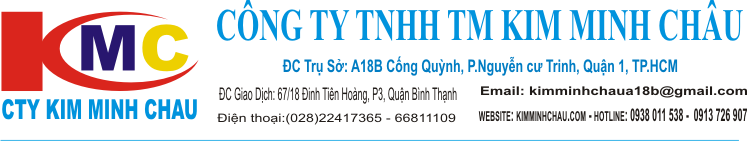 KMC
CTY KIM MINH CHAU
CÔNG TY TNHH TM KIM MINH CHÂU
ĐC Trụ Sở: A18B Cống Quỳnh, P.Nguyễn cư Trinh, Quận 1, TP.HCM
ĐC Giao Dịch: 67/18 Đinh Tiên Hoàng, P3, Quận Bình Thạnh
Email: kimminhchaua18b@gmail.com
Điện thoại:(028)22417365 - 66811109
WEBSITE: KIMMINHCHAU.COM - HOTLINE: 0938 011 538 - 0913 726 907